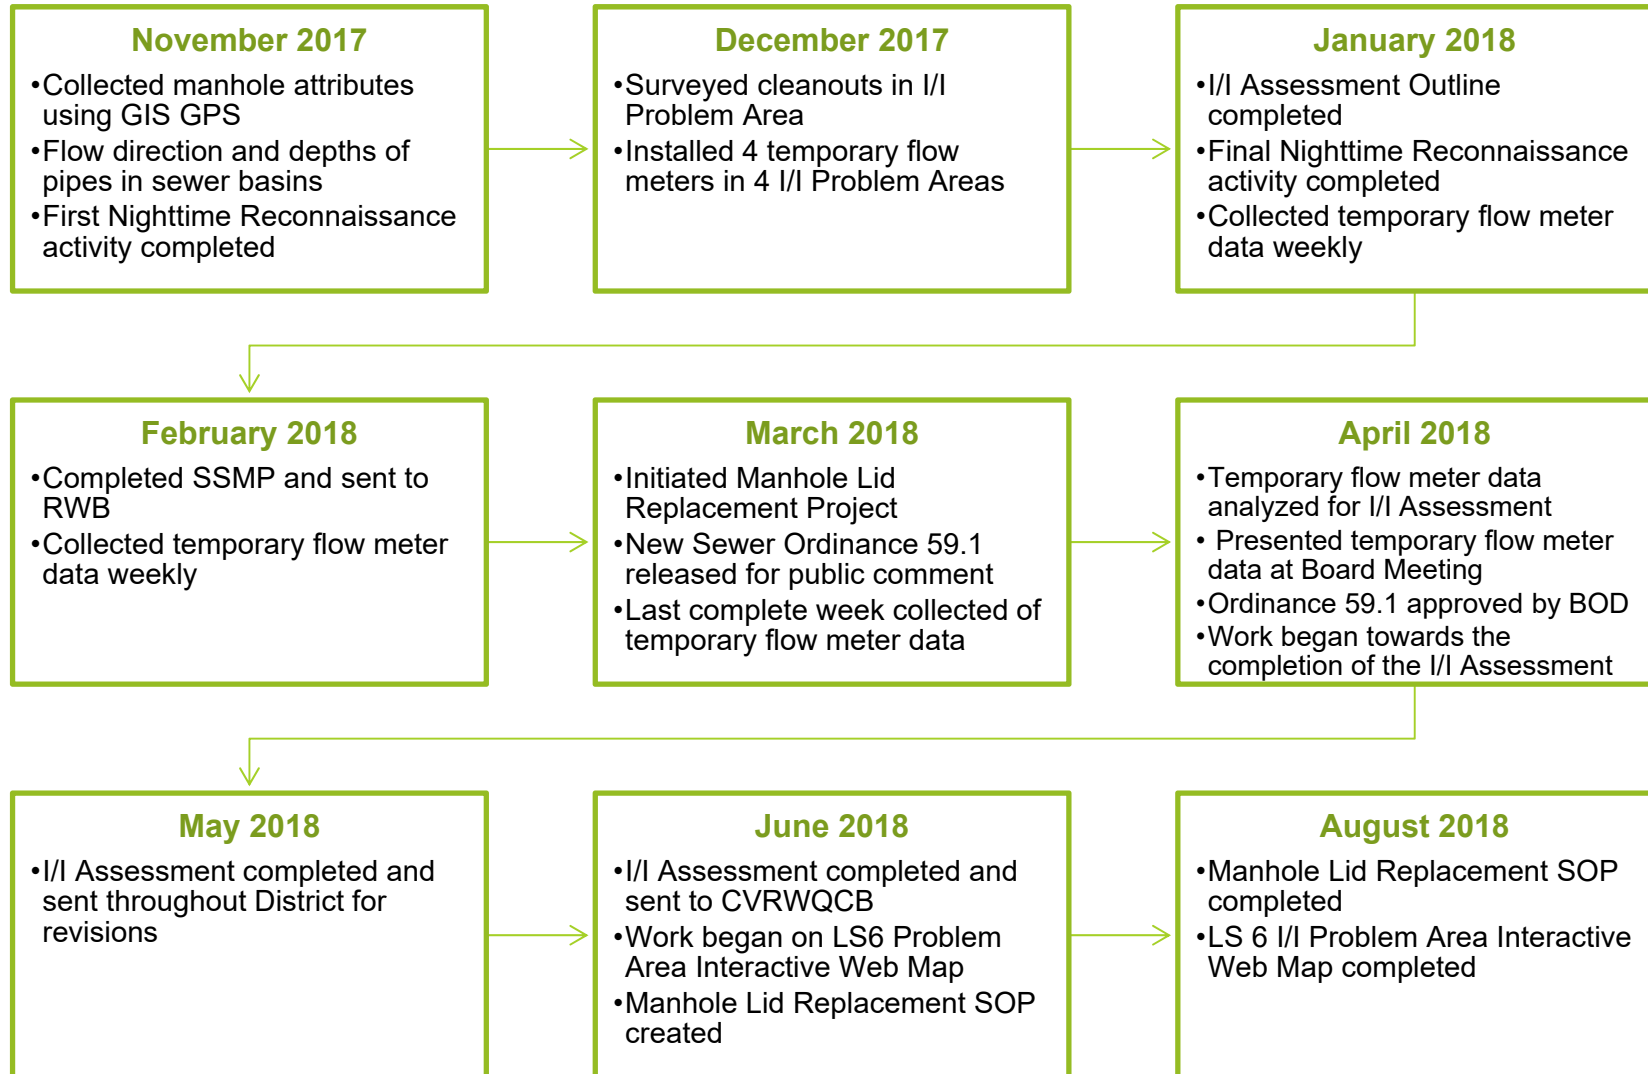 November 2017
•Collected manhole attributes
using GIS GPS
•Flow direction and depths of
pipes in sewer basins
•First Nighttime Reconnaissance
activity completed
December 2017
•Surveyed cleanouts in I/I
Problem Area
•Installed 4 temporary flow
meters in 4 I/I Problem Areas
January 2018
•I/I Assessment Outline
completed
•Final Nighttime Reconnaissance
activity completed
•Collected temporary flow meter
data weekly
February 2018
•Completed SSMP and sent to
RWB
•Collected temporary flow meter
data weekly
March 2018
•Initiated Manhole Lid
Replacement Project
•New Sewer Ordinance 59.1
released for public comment
•Last complete week collected of
temporary flow meter data
April 2018
•Temporary flow meter data
analyzed for I/I Assessment
• Presented temporary flow meter
data at Board Meeting
•Ordinance 59.1 approved by BOD
•Work began towards the
completion of the I/I Assessment
May 2018
•I/I Assessment completed and
sent throughout District for
revisions
June 2018
•I/I Assessment completed and
sent to CVRWQCB
•Work began on LS6 Problem
Area Interactive Web Map
•Manhole Lid Replacement SOP
created
August 2018
•Manhole Lid Replacement SOP
completed
•LS 6 I/I Problem Area Interactive
Web Map completed